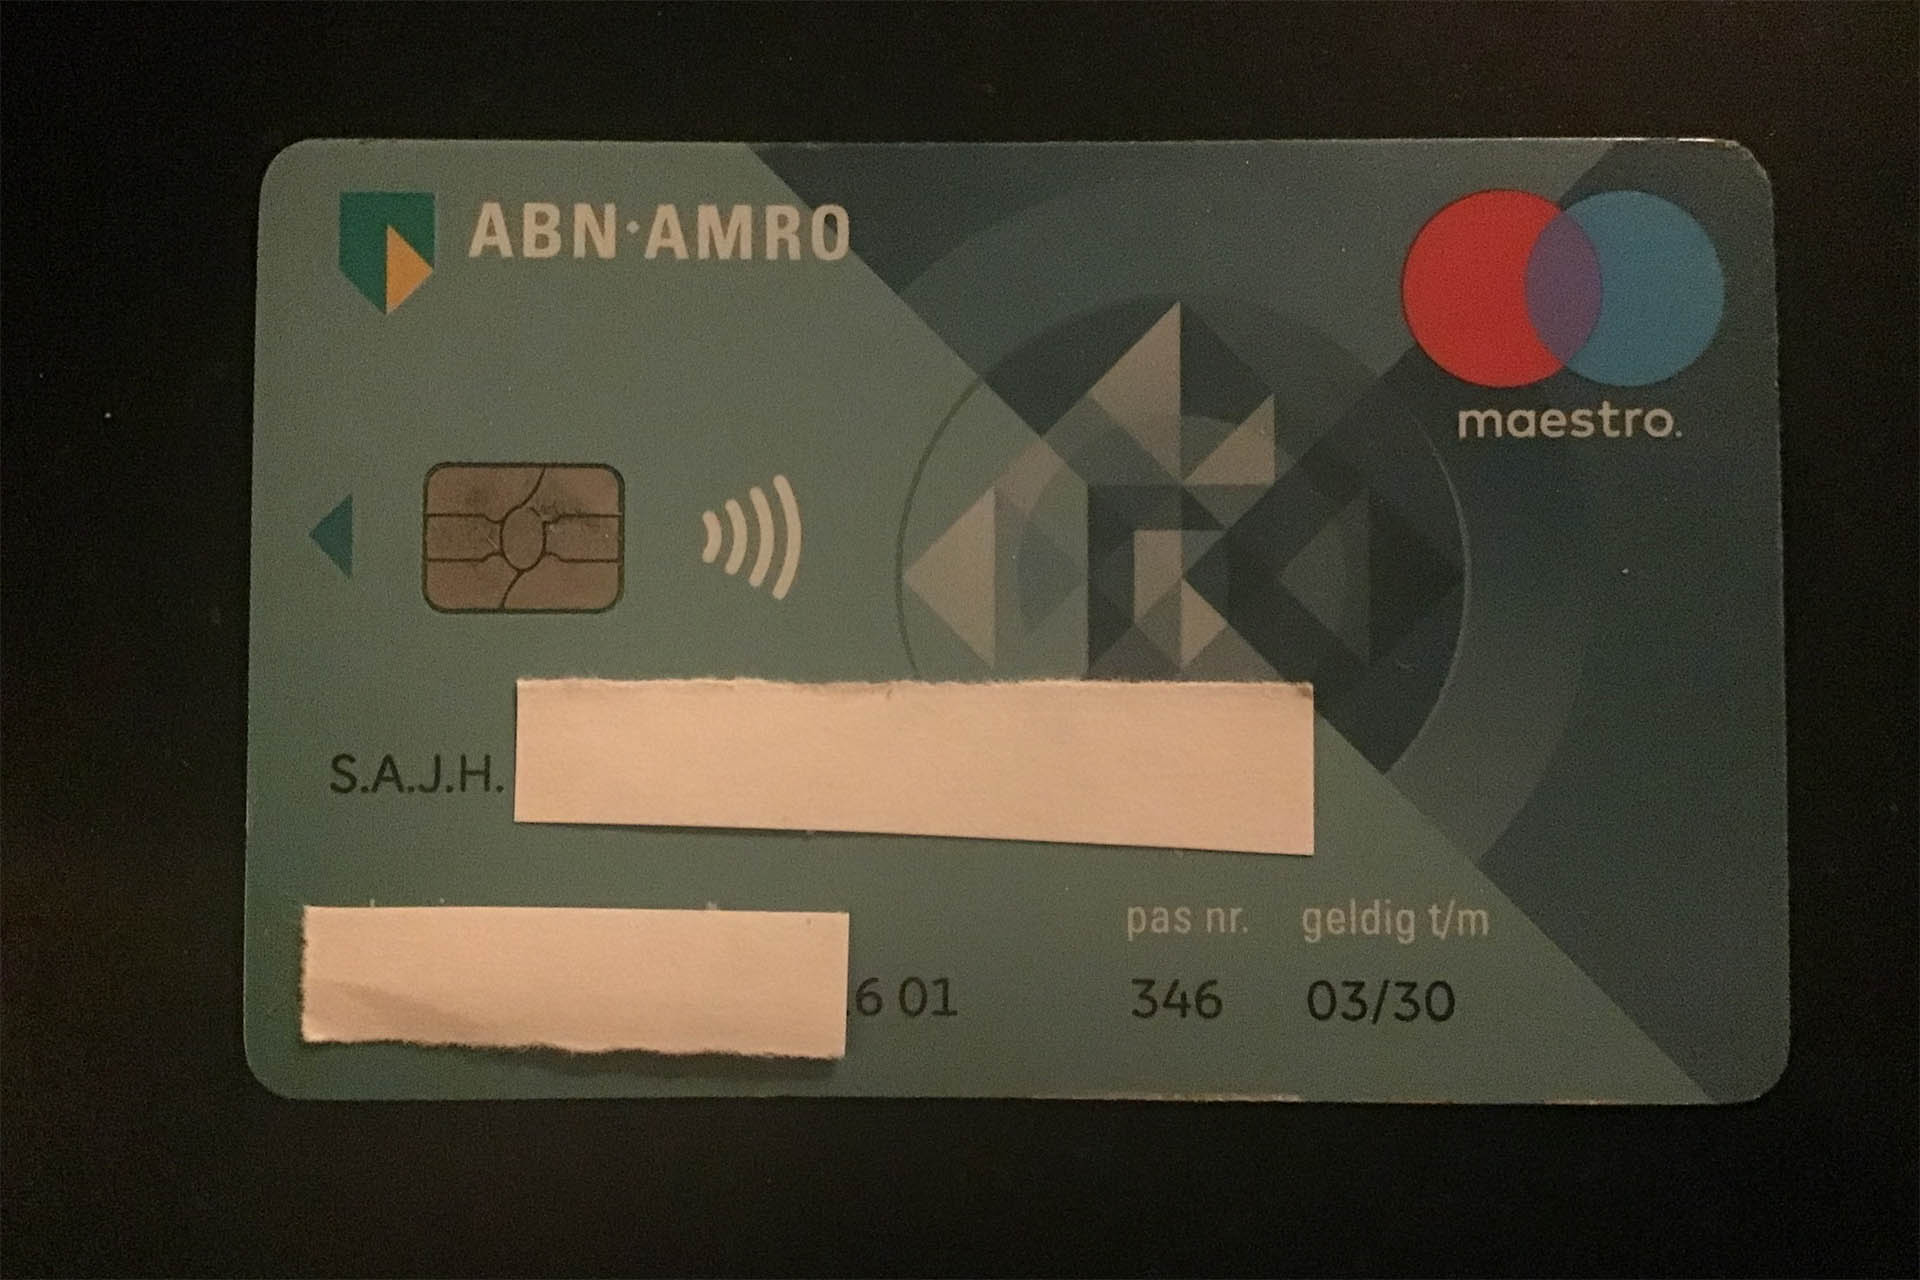 ABN·AMRO
maestro.
S.A.J.H.
pas nr. geldig t/m
6 01 346 03/30